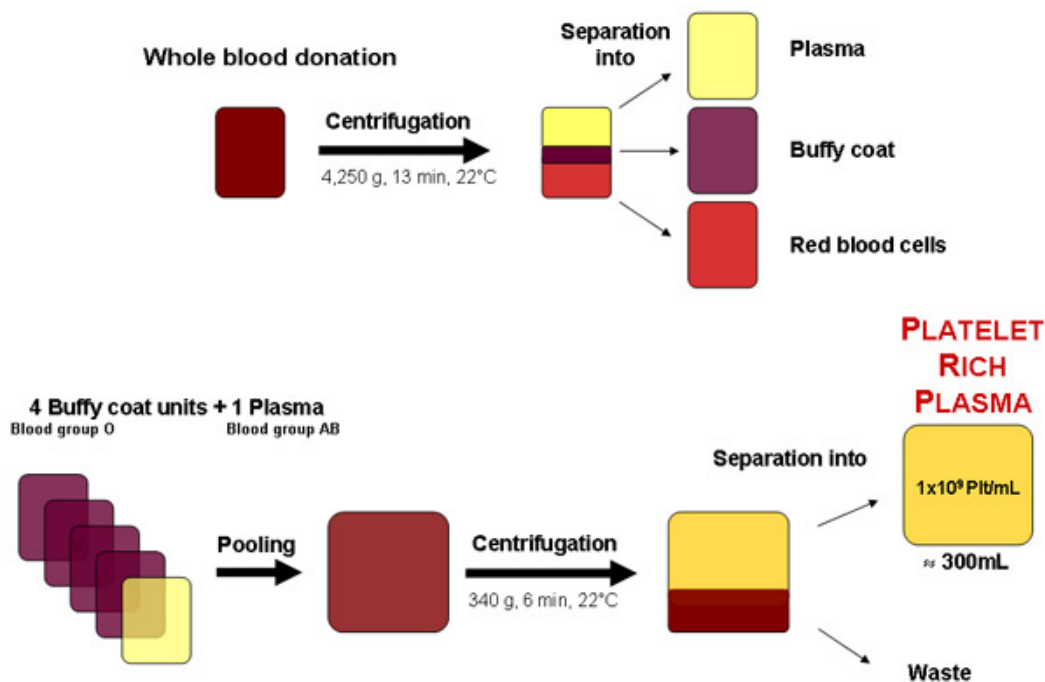 Whole blood donation
Centrifugation
4,250 g, 13 min, 22°C
Separation
into
Plasma
Buffy coat
Red blood cells
4 Buffy coat units + 1 Plasma
Blood group O Blood group AB
Pooling
Centrifugation
340 g, 6 min, 22°C
Separation into
PLATELET
RICH
PLASMA
1x10⁹ Plt/mL
≈ 300mL
Waste